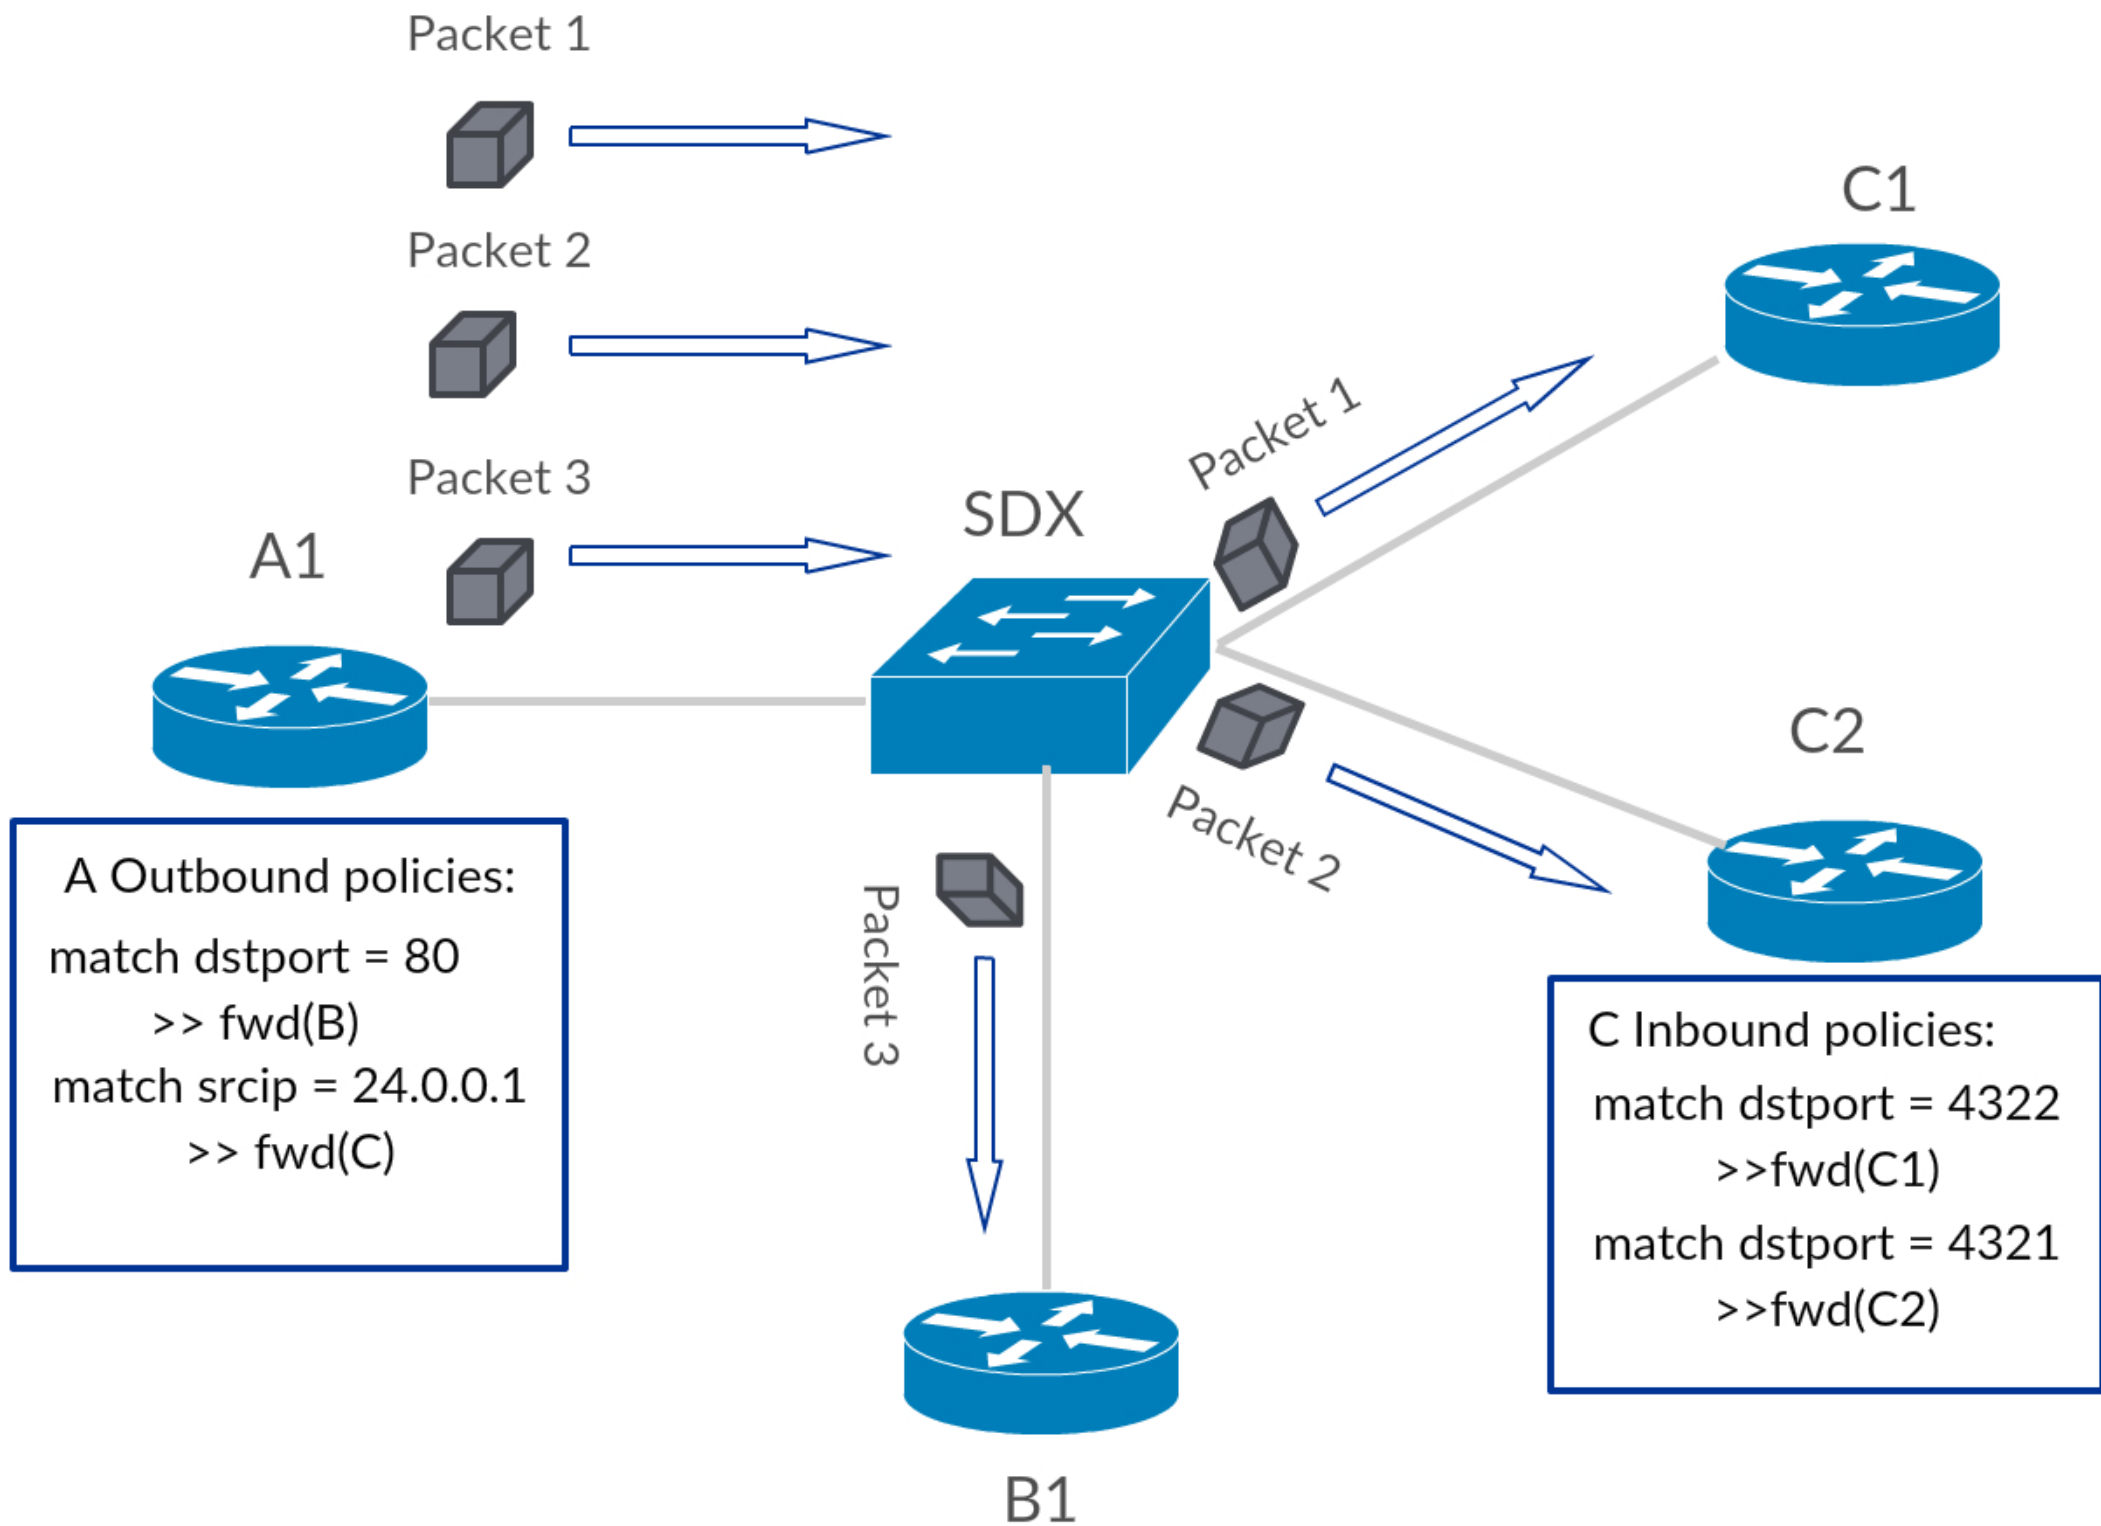 Packet 1
Packet 2
Packet 3
A1
SDX
Packet 1
C1
C2
Packet 2
Packet 3
B1
A Outbound policies:
match dstport = 80
>> fwd(B)
match srcip = 24.0.0.1
>> fwd(C)
C Inbound policies:
match dstport = 4322
>>fwd(C1)
match dstport = 4321
>>fwd(C2)